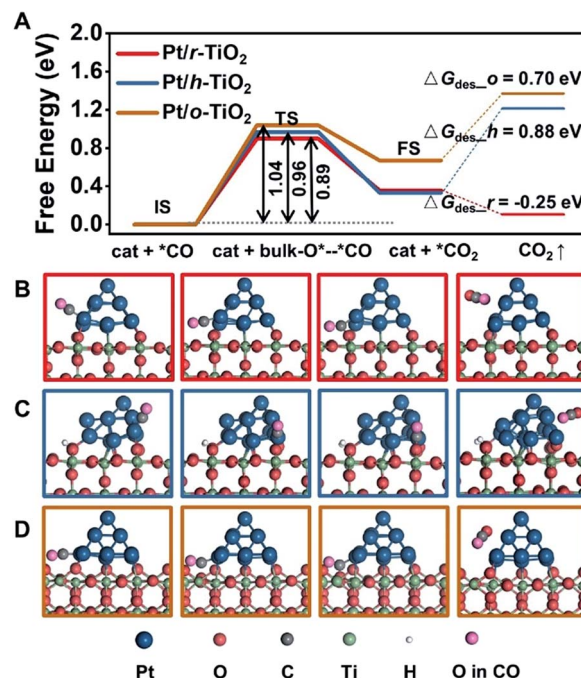 A
Free Energy (eV)
2.0
1.6
1.2
0.8
0.4
0.0
Pt/r-TiO2
Pt/h-TiO2
Pt/o-TiO2
IS
TS
FS
1.04
0.96
0.89
△ Gdes_o = 0.70 eV
△ Gdes_h = 0.88 eV
△ Gdes_r = -0.25 eV
cat + *CO
cat + bulk-O*--*CO
cat + *CO2
CO2↑
B
C
D
Pt
O
C
Ti
H
O in CO